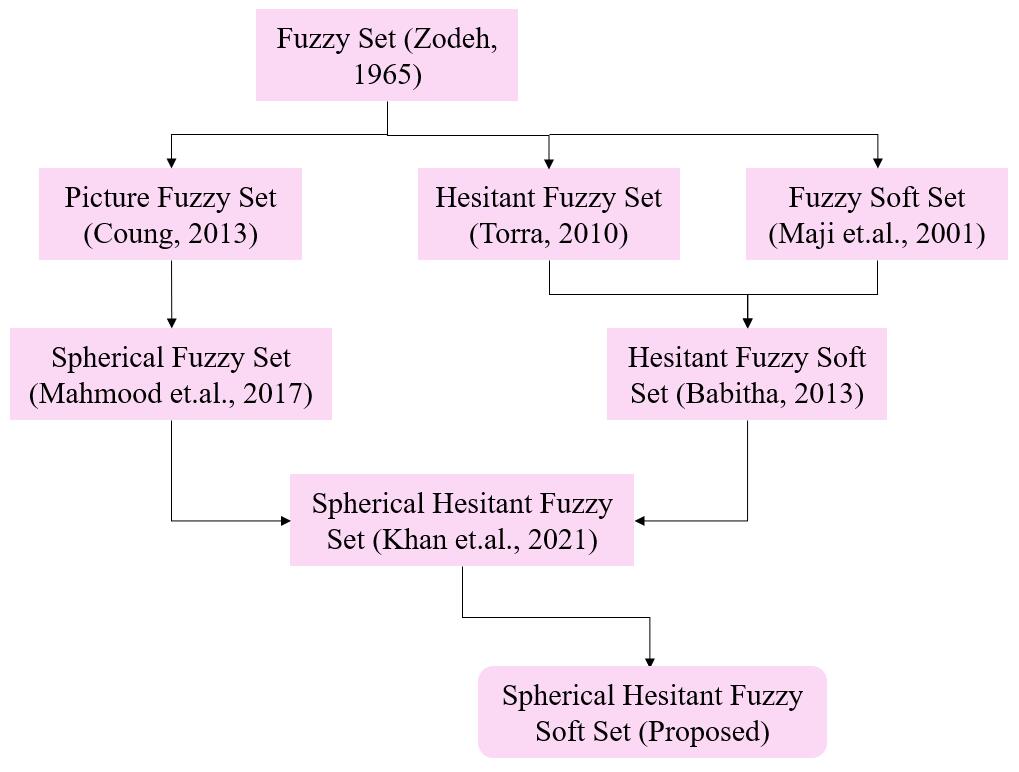 Fuzzy Set (Zodeh,
1965)
Picture Fuzzy Set
(Coung, 2013)
Hesitant Fuzzy Set
(Torra, 2010)
Fuzzy Soft Set
(Maji et.al., 2001)
Spherical Fuzzy Set
(Mahmood et.al., 2017)
Hesitant Fuzzy Soft
Set (Babitha, 2013)
Spherical Hesitant Fuzzy
Set (Khan et.al., 2021)
Spherical Hesitant Fuzzy
Soft Set (Proposed)